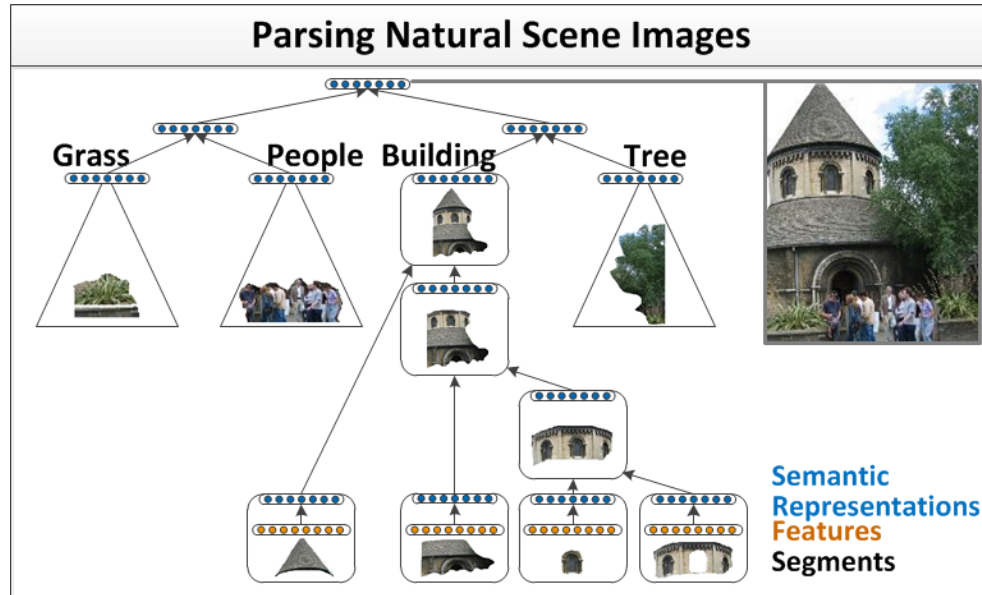 Parsing Natural Scene Images
Grass
People
Building
Tree
Semantic
Representations
Features
Segments